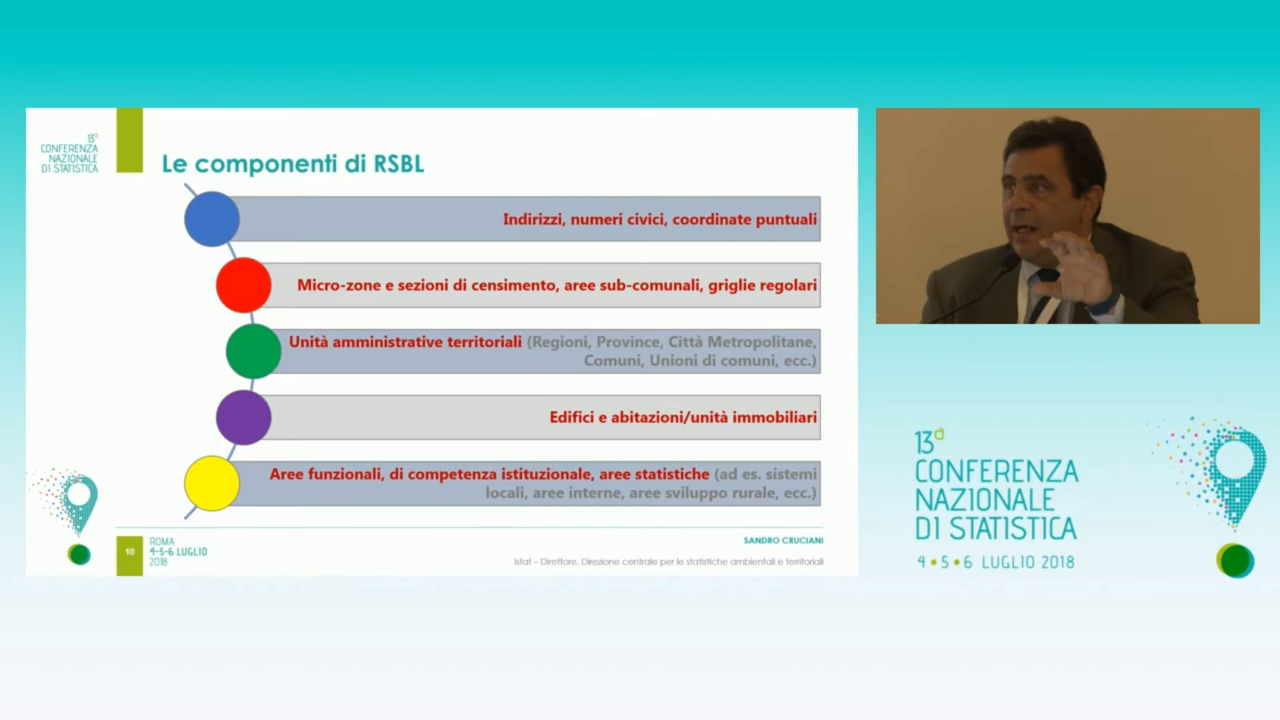 13ª
CONFERENZA
NAZIONALE
DI STATISTICA
Le componenti di RSBL
Indirizzi, numeri civici, coordinate puntuali
Micro-zone e sezioni di censimento, aree sub-comunali, griglie regolari
Unità amministrative territoriali (Regioni, Province, Città Metropolitane,
Comuni, Unioni di comuni, ecc.)
Edifici e abitazioni/unità immobiliari
Aree funzionali, di competenza istituzionale, aree statistiche (ad es. sistemi
locali, aree interne, aree sviluppo rurale, ecc.)
10
ROMA
4-5-6 LUGLIO
2018
SANDRO CRUCIANI
Istat – Direttore. Direzione centrale per le statistiche ambientali e territoriali
13ª
CONFERENZA
NAZIONALE
DI STATISTICA
4 • 5 • 6 LUGLIO 2018